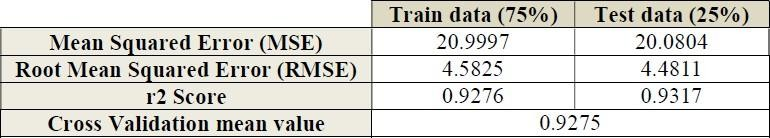 Train data (75%) Test data (25%)
Mean Squared Error (MSE) 20.9997 20.0804
Root Mean Squared Error (RMSE) 4.5825 4.4811
r2 Score 0.9276 0.9317
Cross Validation mean value 0.9275